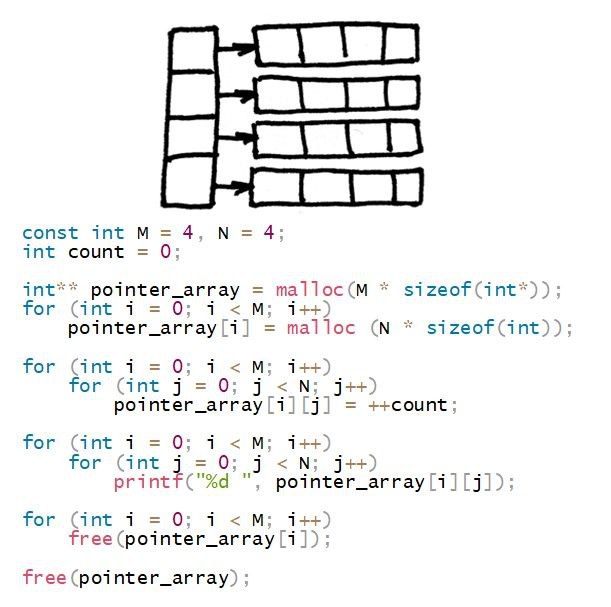 const int M = 4, N = 4;
int count = 0;
int** pointer_array = malloc(M * sizeof(int*));
for (int i = 0; i < M; i++)
pointer_array[i] = malloc (N * sizeof(int));
for (int i = 0; i < M; i++)
for (int j = 0; j < N; j++)
pointer_array[i][j] = ++count;
for (int i = 0; i < M; i++)
for (int j = 0; j < N; j++)
printf("%d ", pointer_array[i][j]);
for (int i = 0; i < M; i++)
free(pointer_array[i]);
free(pointer_array);